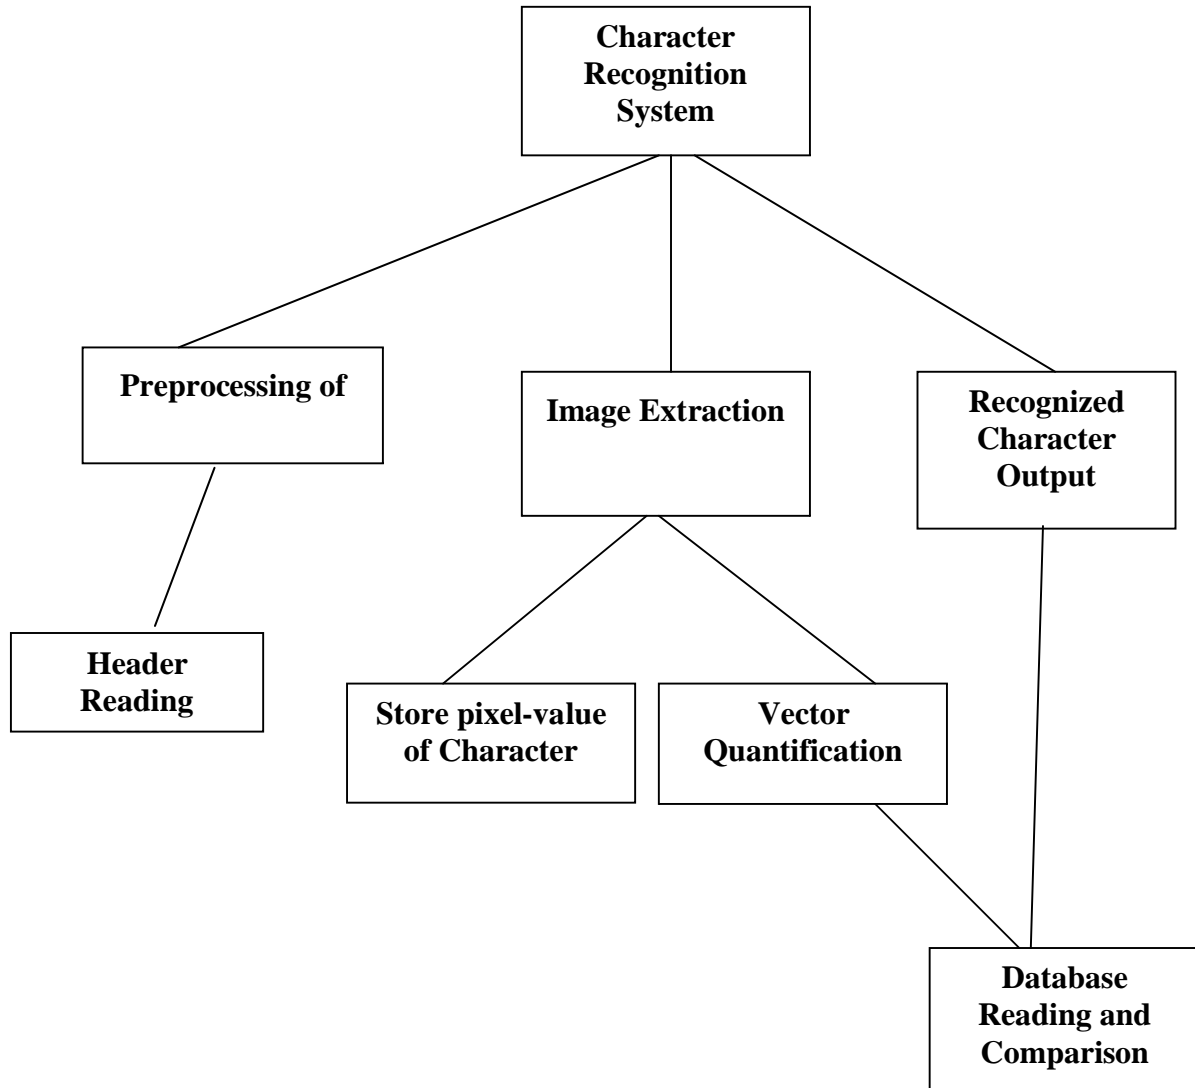 Character
Recognition
System
Preprocessing of
Image Extraction
Recognized
Character
Output
Header
Reading
Store pixel-value
of Character
Vector
Quantification
Database
Reading and
Comparison